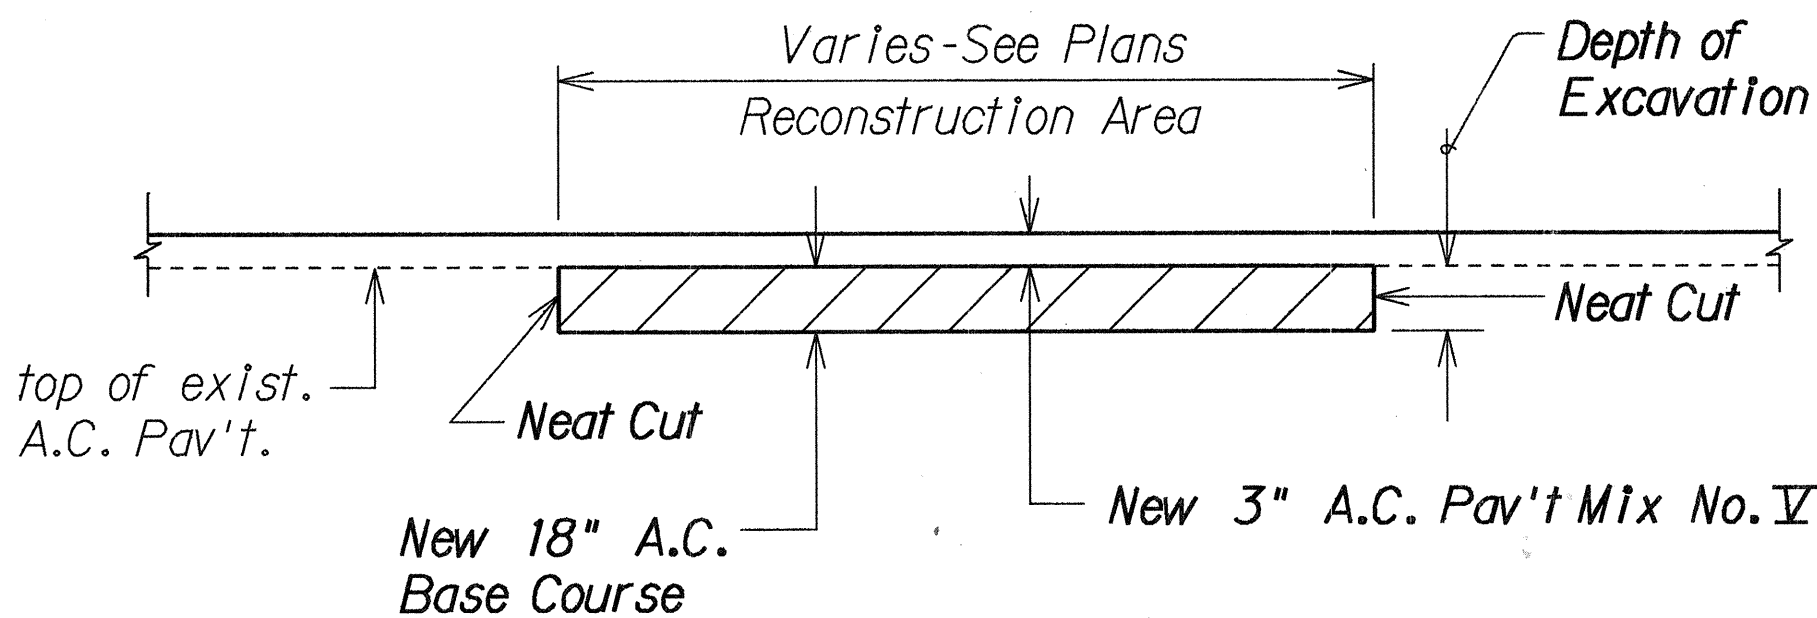 Varies-See Plans
Reconstruction Area
Depth of
Excavation
Neat Cut
top of exist.
A.C. Pav't.
Neat Cut
New 3" A.C. Pav't Mix No. V
New 18" A.C.
Base Course